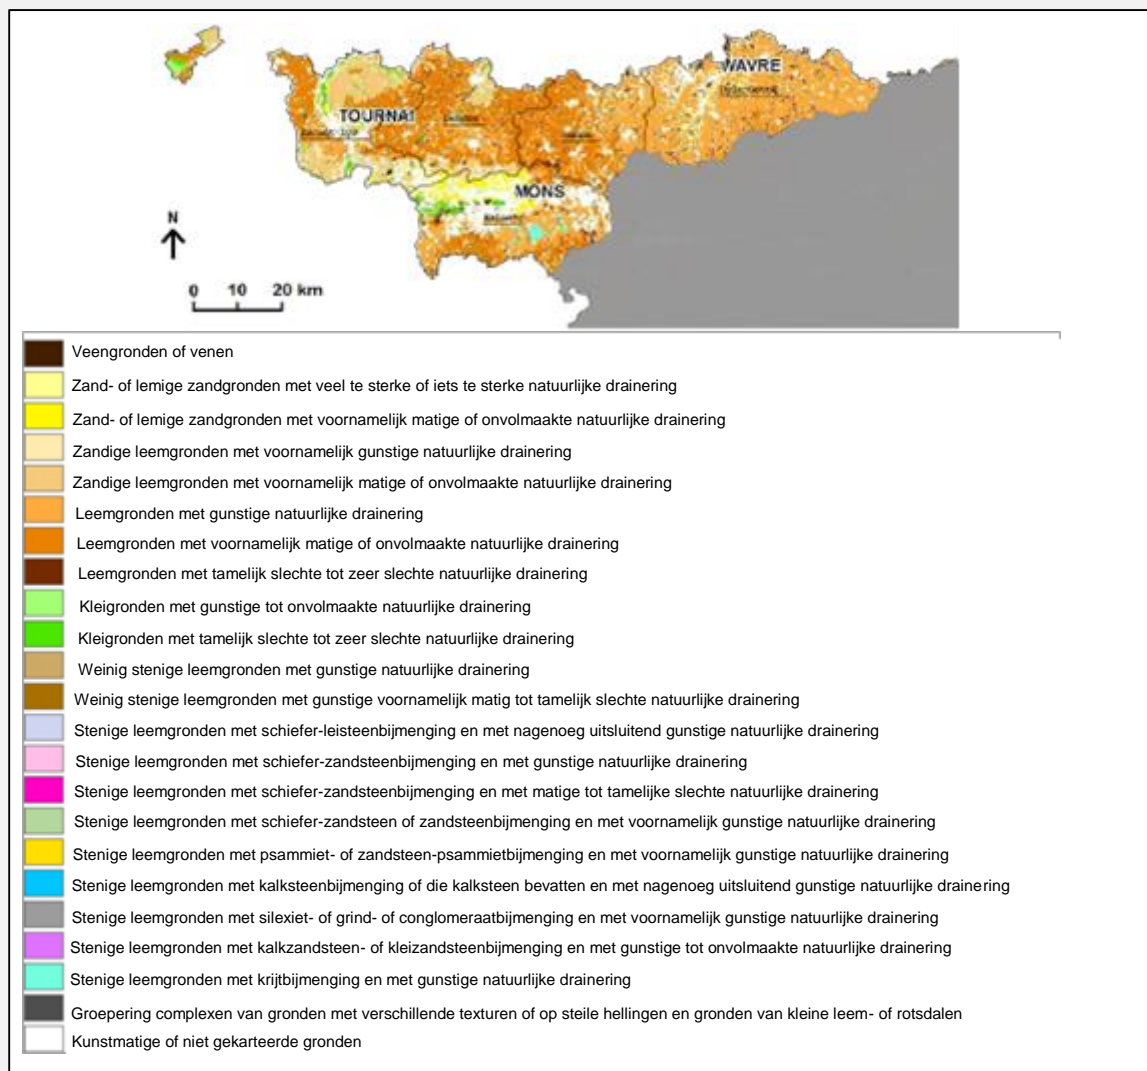 WAVRE
TOURNAI
MONS
N
0 10 20 km
Veengronden of venen
Zand- of lemige zandgronden met veel te sterke of iets te sterke natuurlijke drainering
Zand- of lemige zandgronden met voornamelijk matige of onvolmaakte natuurlijke drainering
Zandige leemgronden met voornamelijk gunstige natuurlijke drainering
Zandige leemgronden met voornamelijk matige of onvolmaakte natuurlijke drainering
Leemgronden met gunstige natuurlijke drainering
Leemgronden met voornamelijk matige of onvolmaakte natuurlijke drainering
Leemgronden met tamelijk slechte tot zeer slechte natuurlijke drainering
Kleigronden met gunstige tot onvolmaakte natuurlijke drainering
Kleigronden met tamelijk slechte tot zeer slechte natuurlijke drainering
Weinig stenige leemgronden met gunstige natuurlijke drainering
Weinig stenige leemgronden met gunstige voornamelijk matig tot tamelijk slechte natuurlijke drainering
Stenige leemgronden met schiefer-leisteenbijmenging en met nagenoeg uitsluitend gunstige natuurlijke drainering
Stenige leemgronden met schiefer-zandsteenbijmenging en met gunstige natuurlijke drainering
Stenige leemgronden met schiefer-zandsteenbijmenging en met matige tot tamelijke slechte natuurlijke drainering
Stenige leemgronden met schiefer-zandsteen of zandsteenbijmenging en met voornamelijk gunstige natuurlijke drainering
Stenige leemgronden met psammiet- of zandsteen-psammietbijmenging en met voornamelijk gunstige natuurlijke drainering
Stenige leemgronden met kalksteenbijmenging of die kalksteen bevatten en met nagenoeg uitsluitend gunstige natuurlijke drainering
Stenige leemgronden met silexiet- of grind- of conglomeraatbijmenging en met voornamelijk gunstige natuurlijke drainering
Stenige leemgronden met kalkzandsteen- of kleizandsteenbijmenging en met gunstige tot onvolmaakte natuurlijke drainering
Stenige leemgronden met krijtbijmenging en met gunstige natuurlijke drainering
Groepering complexen van gronden met verschillende texturen of op steile hellingen en gronden van kleine leem- of rotsdalen
Kunstmatige of niet gekarteerde gronden